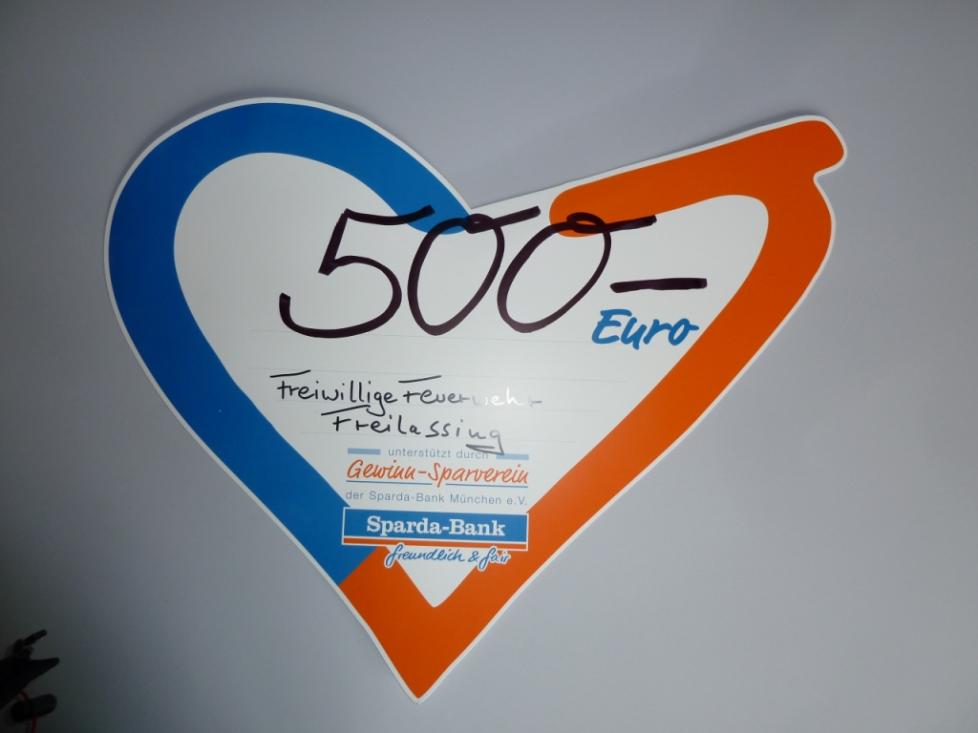 500-
Euro
Freiwillige Feuerwehr
Freilassing
unterstützt durch
Gewinn-Sparverein
der Sparda-Bank München e.V.
Sparda-Bank
freundlich & fair